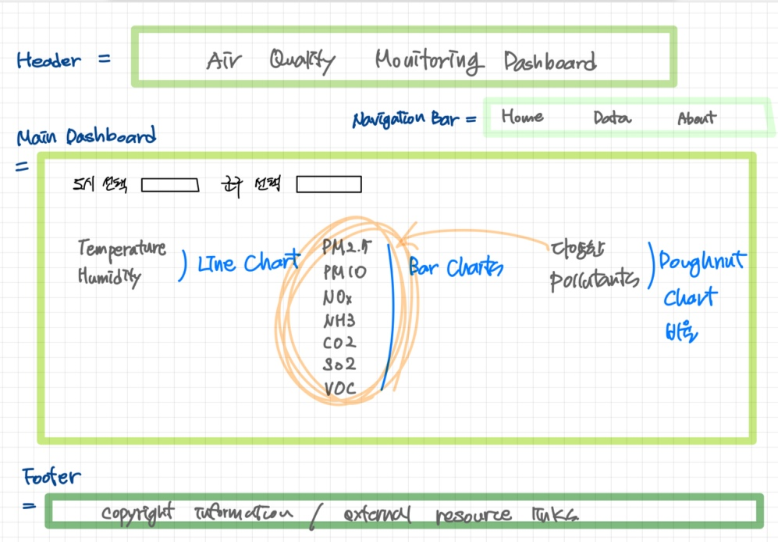 Header =
Air Quality Monitoring Dashboard
Navigation Bar =
Home Data About
Main Dashboard
=
도시 선택 군구 선택
Temperature
Humidity
Line Chart
PM2.5
PM10
NOx
NH3
CO2
SO2
VOC
Bar Charts
다양한
pollutants
Doughnut
Chart
비율
Footer
=
copyright information / external resource links